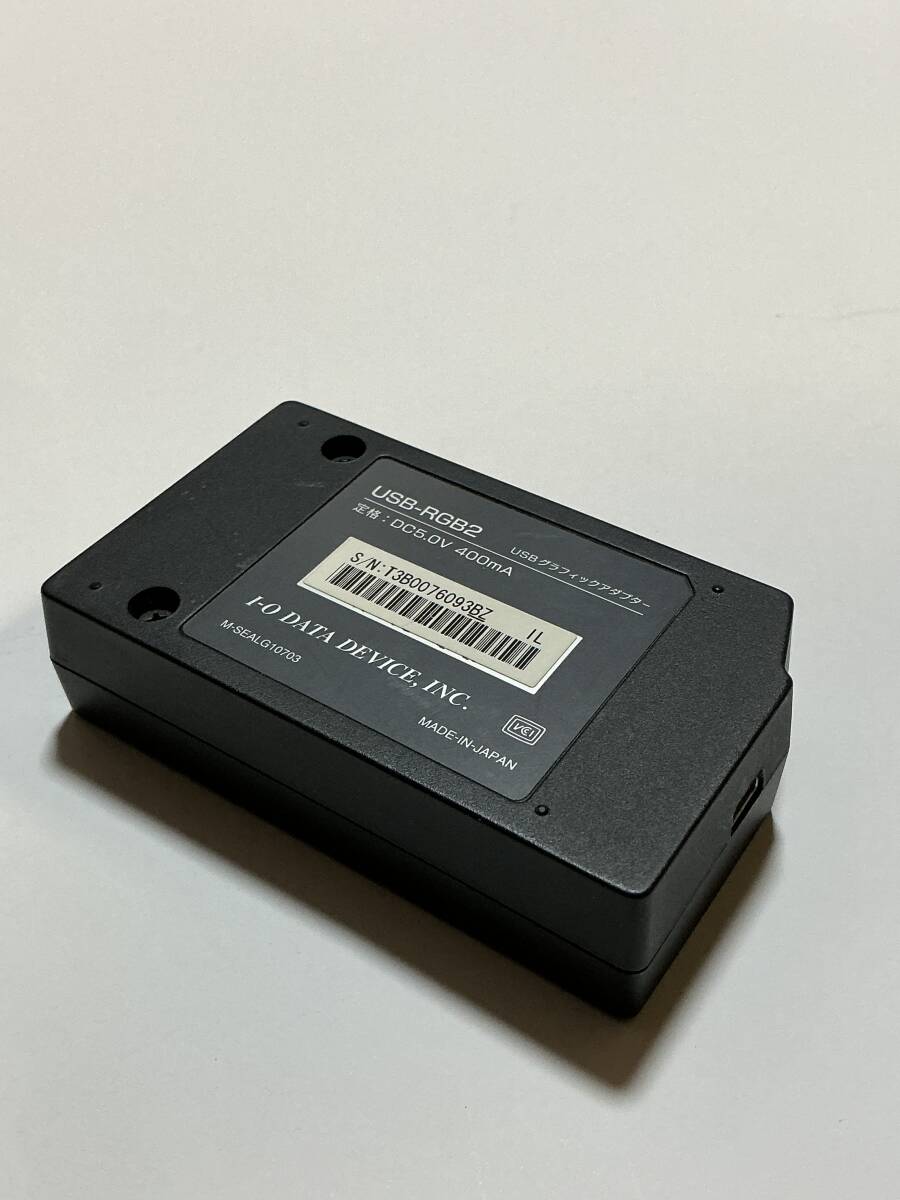 USB-RGB2
USBグラフィックアダプター
定格：DC5.0V 400mA
S/N:T3B0076093BZ IL
I-O DATA DEVICE, INC.
M-SEALG10703
VCI
MADE-IN-JAPAN